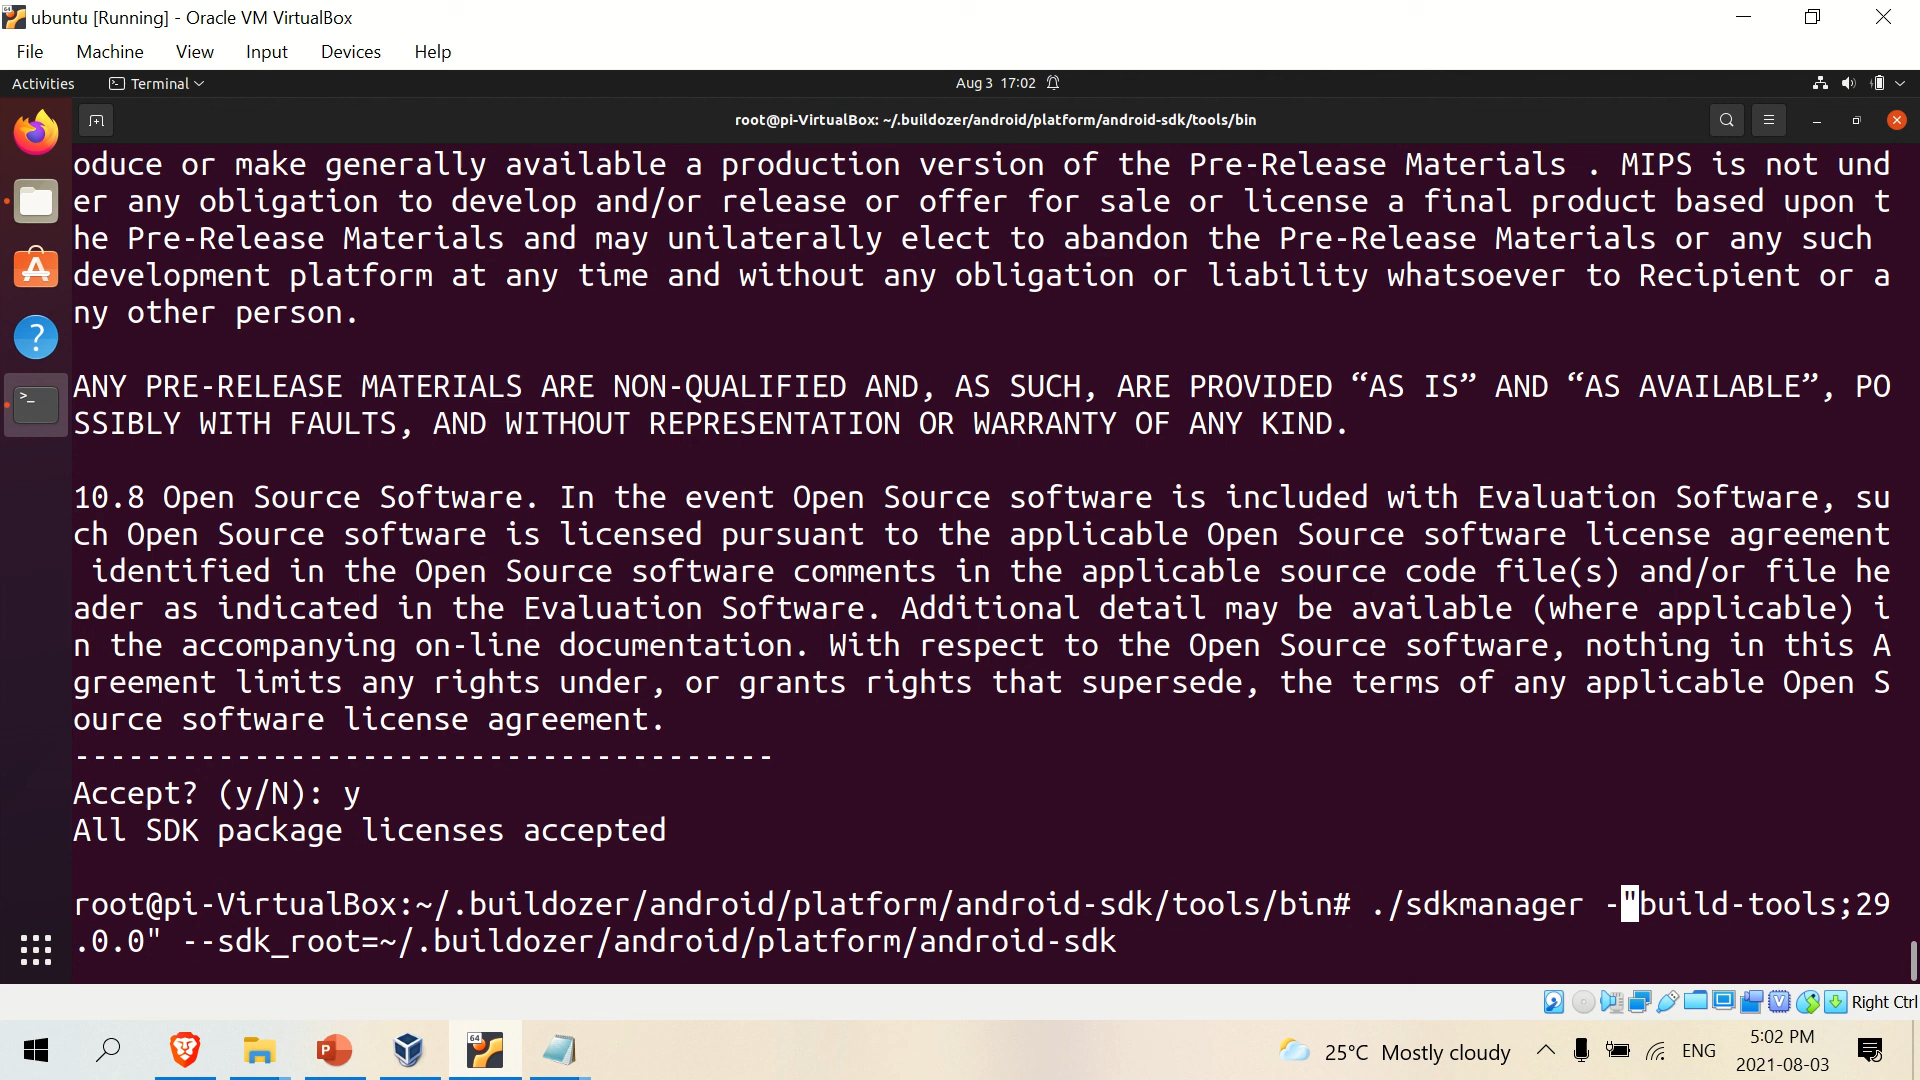 ubuntu [Running] - Oracle VM VirtualBox
File Machine View Input Devices Help
Activities Terminal Aug 3 17:02
root@pi-VirtualBox: ~/.buildozer/android/platform/android-sdk/tools/bin
oduce or make generally available a production version of the Pre-Release Materials . MIPS is not und
er any obligation to develop and/or release or offer for sale or license a final product based upon t
he Pre-Release Materials and may unilaterally elect to abandon the Pre-Release Materials or any such
development platform at any time and without any obligation or liability whatsoever to Recipient or a
ny other person.
ANY PRE-RELEASE MATERIALS ARE NON-QUALIFIED AND, AS SUCH, ARE PROVIDED “AS IS” AND “AS AVAILABLE”, PO
SSIBLY WITH FAULTS, AND WITHOUT REPRESENTATION OR WARRANTY OF ANY KIND.
10.8 Open Source Software. In the event Open Source software is included with Evaluation Software, su
ch Open Source software is licensed pursuant to the applicable Open Source software license agreement
 identified in the Open Source software comments in the applicable source code file(s) and/or file he
ader as indicated in the Evaluation Software. Additional detail may be available (where applicable) i
n the accompanying on-line documentation. With respect to the Open Source software, nothing in this A
greement limits any rights under, or grants rights that supersede, the terms of any applicable Open S
ource software license agreement.
---------------------------------------
Accept? (y/N): y
All SDK package licenses accepted
root@pi-VirtualBox:~/.buildozer/android/platform/android-sdk/tools/bin# ./sdkmanager -"build-tools;29
.0.0" --sdk_root=~/.buildozer/android/platform/android-sdk
Right Ctrl
25°C Mostly cloudy ENG 5:02 PM
2021-08-03